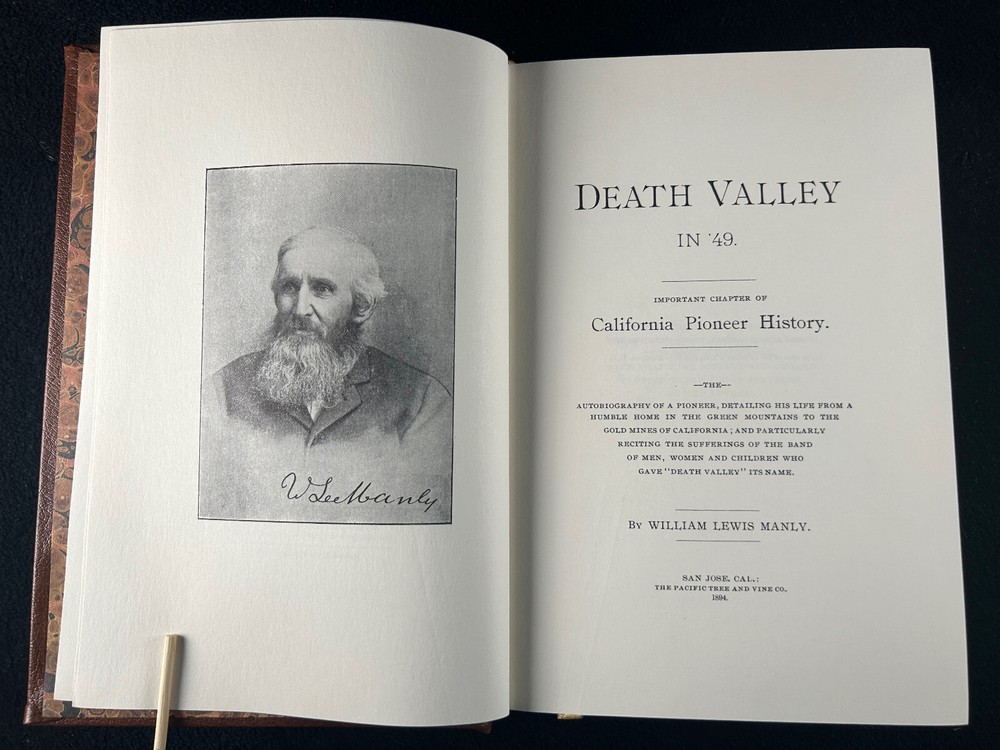 W. Lee Manly
DEATH VALLEY
IN '49.
IMPORTANT CHAPTER OF
California Pioneer History.
—THE—
AUTOBIOGRAPHY OF A PIONEER, DETAILING HIS LIFE FROM A
HUMBLE HOME IN THE GREEN MOUNTAINS TO THE
GOLD MINES OF CALIFORNIA; AND PARTICULARLY
RECITING THE SUFFERINGS OF THE BAND
OF MEN, WOMEN AND CHILDREN WHO
GAVE "DEATH VALLEY" ITS NAME.
By WILLIAM LEWIS MANLY.
SAN JOSE, CAL.:
THE PACIFIC TREE AND VINE CO.
1894.